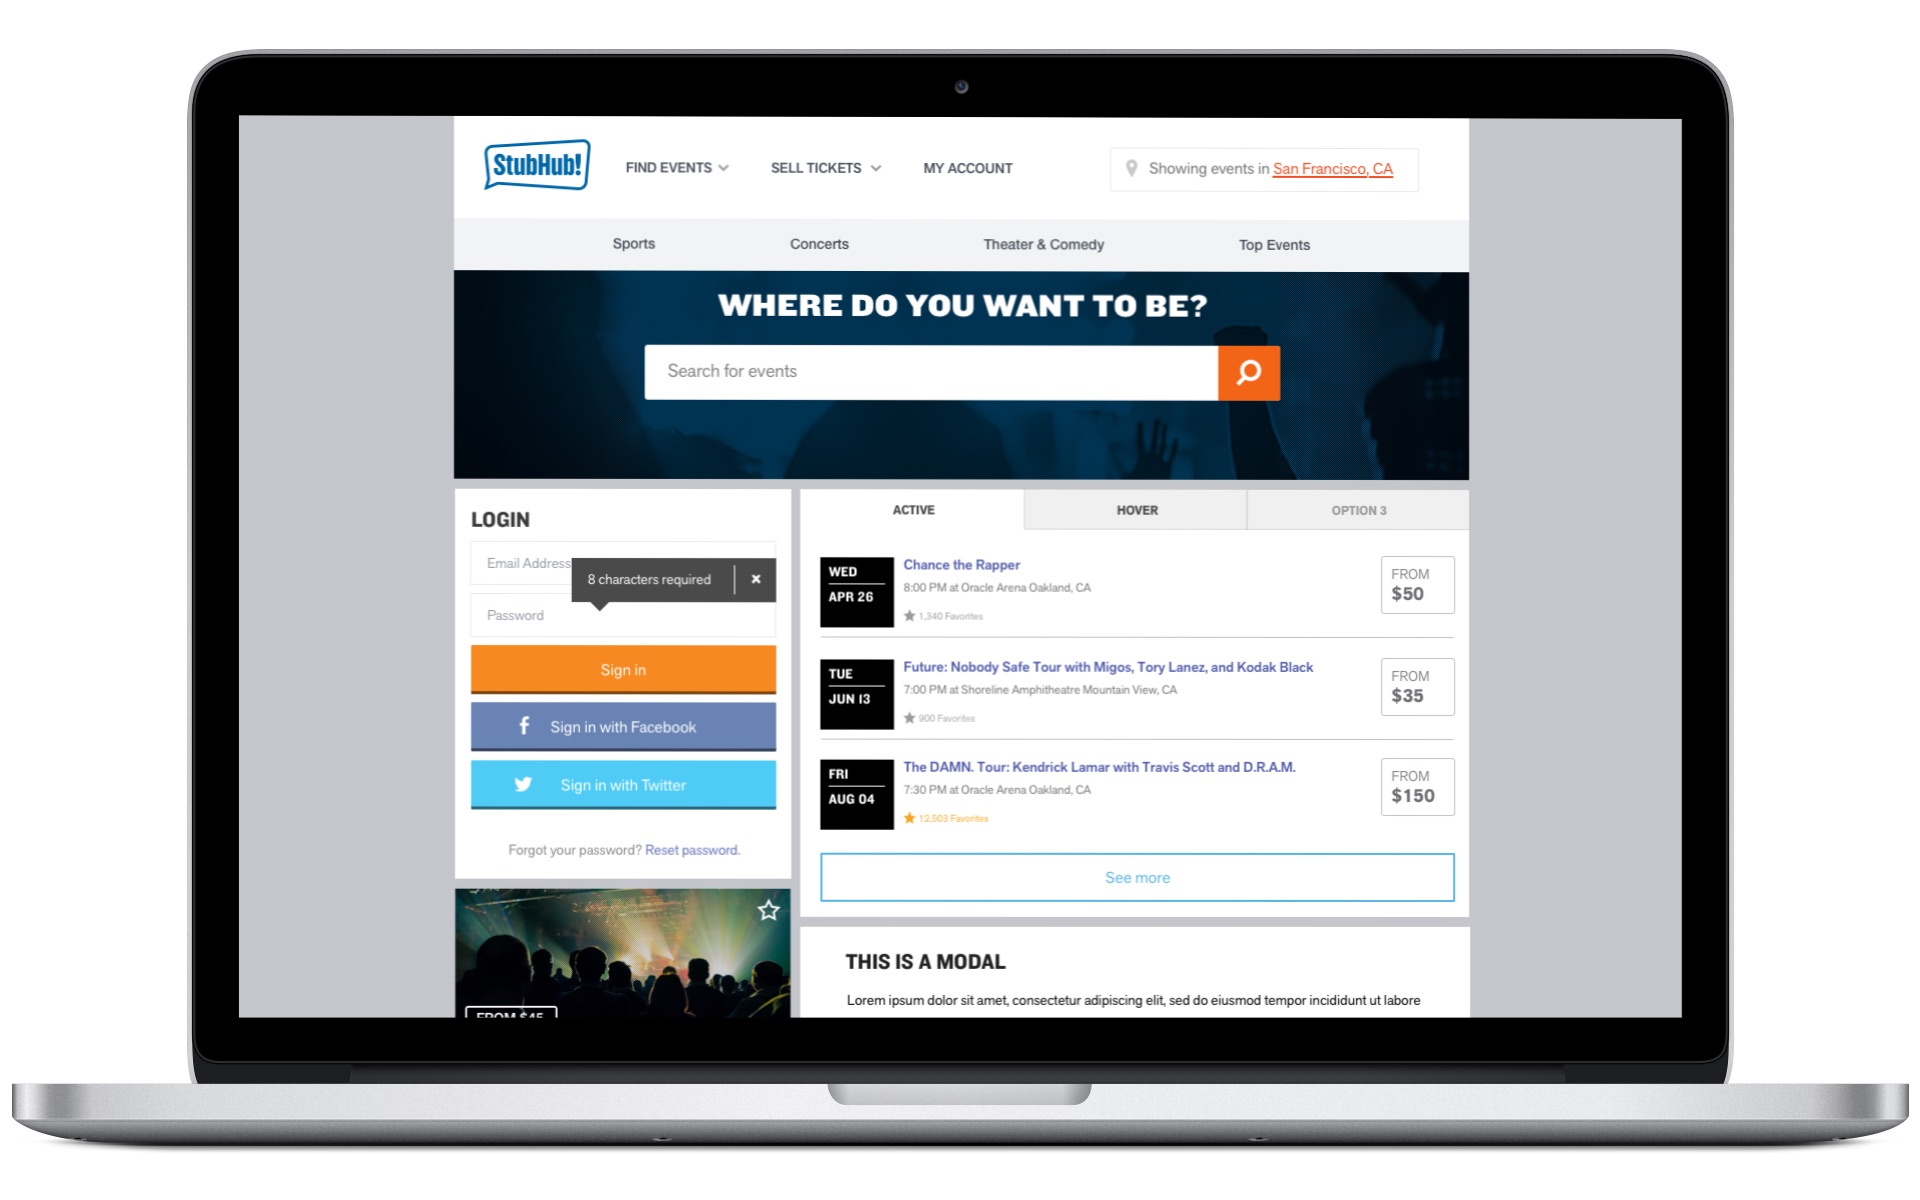 StubHub!
FIND EVENTS
SELL TICKETS
MY ACCOUNT
Showing events in San Francisco, CA
Sports
Concerts
Theater & Comedy
Top Events
WHERE DO YOU WANT TO BE?
Search for events
LOGIN
Email Address
8 characters required
Password
Sign in
Sign in with Facebook
Sign in with Twitter
Forgot your password? Reset password.
FROM $45
ACTIVE
HOVER
OPTION 3
WED
APR 26
Chance the Rapper
8:00 PM at Oracle Arena Oakland, CA
1,340 Favorites
FROM
$50
TUE
JUN 13
Future: Nobody Safe Tour with Migos, Tory Lanez, and Kodak Black
7:00 PM at Shoreline Amphitheatre Mountain View, CA
900 Favorites
FROM
$35
FRI
AUG 04
The DAMN. Tour: Kendrick Lamar with Travis Scott and D.R.A.M.
7:30 PM at Oracle Arena Oakland, CA
12,503 Favorites
FROM
$150
See more
THIS IS A MODAL
Lorem ipsum dolor sit amet, consectetur adipiscing elit, sed do eiusmod tempor incididunt ut labore